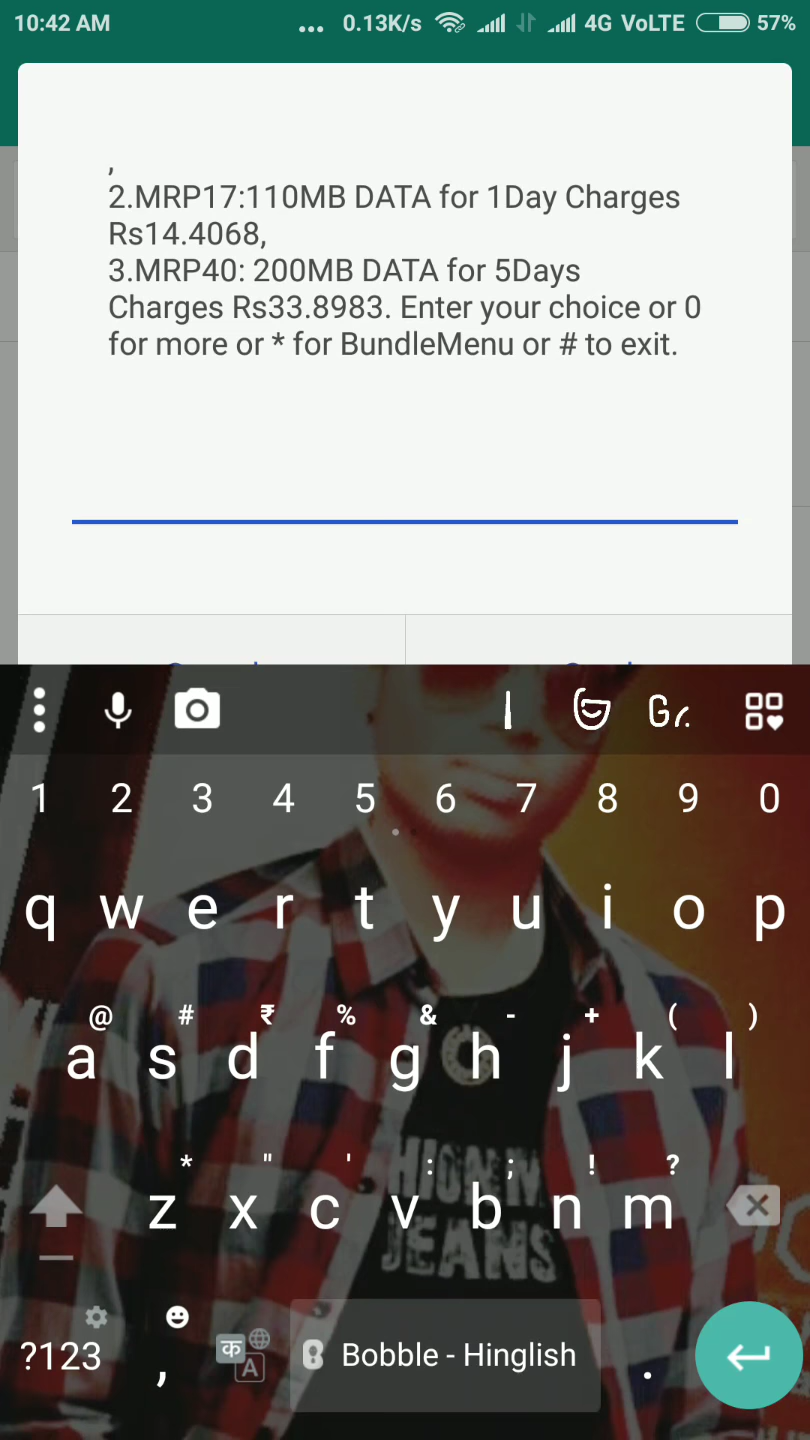 10:42 AM ... 0.13K/s 4G VoLTE 57%
,
2.MRP17:110MB DATA for 1Day Charges
Rs14.4068,
3.MRP40: 200MB DATA for 5Days
Charges Rs33.8983. Enter your choice or 0
for more or * for BundleMenu or # to exit.
1 2 3 4 5 6 7 8 9 0
q w e r t y u i o p
@ # ₹ % & - + ( )
a s d f g h j k l
* " ' : ; ! ?
z x c v b n m
JEANS
?123 , क A Bobble - Hinglish .